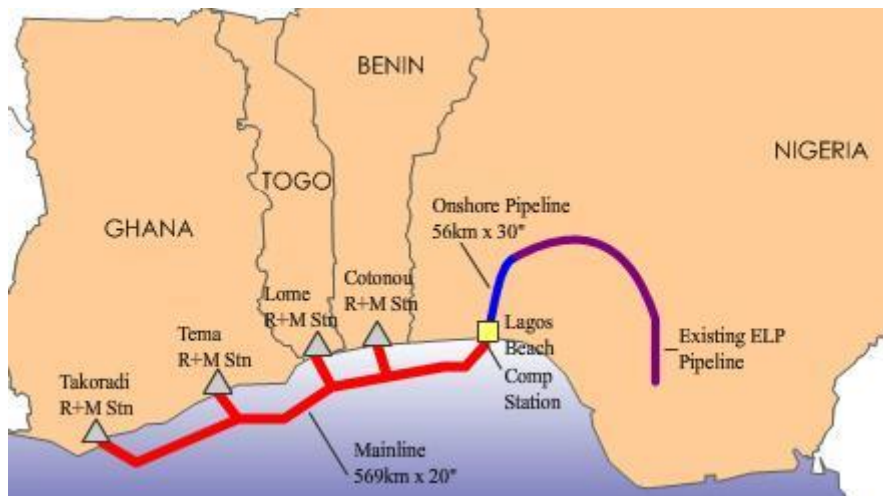 BENIN
NIGERIA
TOGO
GHANA
Onshore Pipeline
56km x 30"
Lome
R+M Stn
Cotonou
R+M Stn
Tema
R+M Stn
Lagos
Beach
Comp
Station
Existing ELP
Pipeline
Takoradi
R+M Stn
Mainline
569km x 20"